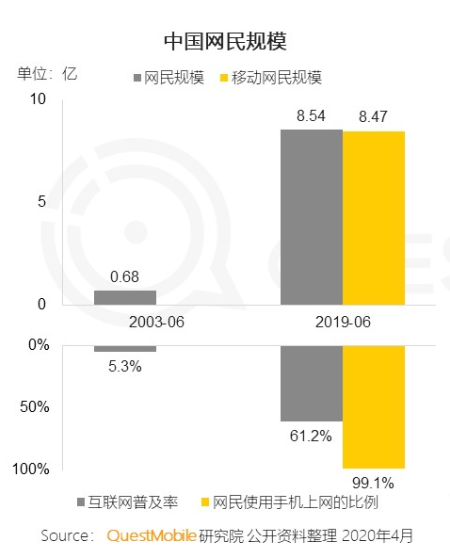 中国网民规模
单位：亿
网民规模 移动网民规模
10
8.54 8.47
5
0.68
0
2003-06 2019-06
0%
5.3%
50%
61.2%
100%
99.1%
互联网普及率 网民使用手机上网的比例
Source： QuestMobile研究院 公开资料整理 2020年4月